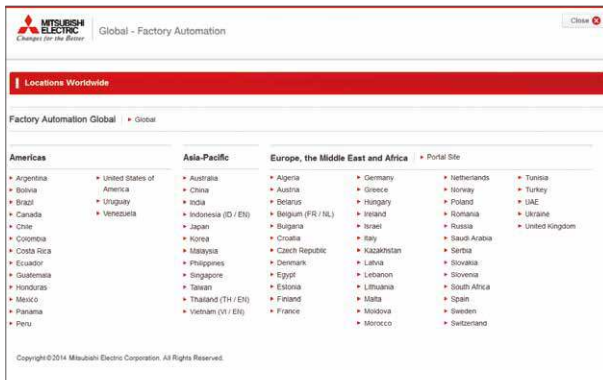 MITSUBISHI
ELECTRIC
Changes for the Better
Global - Factory Automation
Close
Locations Worldwide
Factory Automation Global
Global
Americas
Argentina
Bolivia
Brazil
Canada
Chile
Colombia
Costa Rica
Ecuador
Guatemala
Honduras
Mexico
Panama
Peru
United States of
America
Uruguay
Venezuela
Asia-Pacific
Australia
China
India
Indonesia (ID / EN)
Japan
Korea
Malaysia
Philippines
Singapore
Taiwan
Thailand (TH / EN)
Vietnam (VI / EN)
Europe, the Middle East and Africa
Portal Site
Algeria
Austria
Belarus
Belgium (FR / NL)
Bulgaria
Croatia
Czech Republic
Denmark
Egypt
Estonia
Finland
France
Germany
Greece
Hungary
Ireland
Israel
Italy
Kazakhstan
Latvia
Lebanon
Lithuania
Malta
Moldova
Morocco
Netherlands
Norway
Poland
Romania
Russia
Saudi Arabia
Serbia
Slovakia
Slovenia
South Africa
Spain
Sweden
Switzerland
Tunisia
Turkey
UAE
Ukraine
United Kingdom
Copyright©2014 Mitsubishi Electric Corporation. All Rights Reserved.